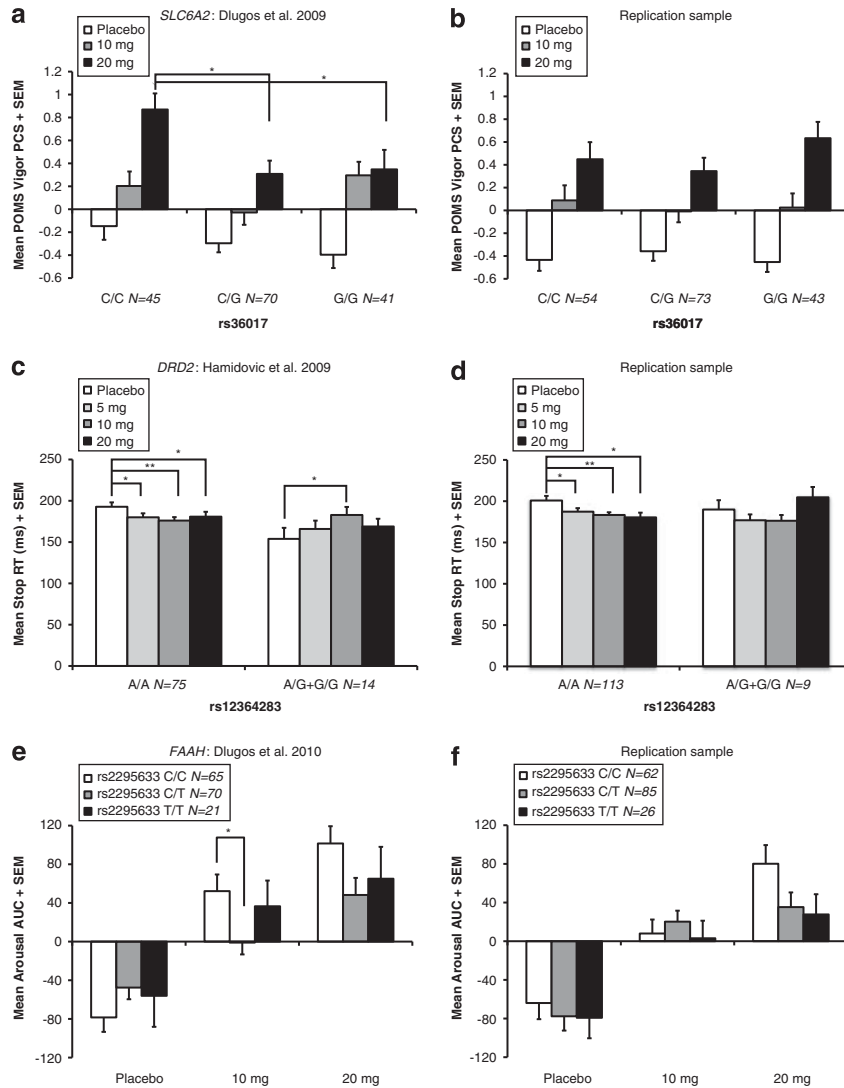 a
SLC6A2: Dlugos et al. 2009
Placebo
10 mg
20 mg
*
*
Mean POMS Vigor PCS + SEM
1.2
1
0.8
0.6
0.4
0.2
0
-0.2
-0.4
-0.6
C/C N=45
C/G N=70
G/G N=41
rs36017
b
Replication sample
Placebo
10 mg
20 mg
Mean POMS Vigor PCS + SEM
1.2
1
0.8
0.6
0.4
0.2
0
-0.2
-0.4
-0.6
C/C N=54
C/G N=73
G/G N=43
rs36017
c
DRD2: Hamidovic et al. 2009
Placebo
5 mg
10 mg
20 mg
*
**
*
*
Mean Stop RT (ms) + SEM
250
200
150
100
50
0
A/A N=75
A/G+G/G N=14
rs12364283
d
Replication sample
Placebo
5 mg
10 mg
20 mg
*
**
*
Mean Stop RT (ms) + SEM
250
200
150
100
50
0
A/A N=113
A/G+G/G N=9
rs12364283
e
FAAH: Dlugos et al. 2010
rs2295633 C/C N=65
rs2295633 C/T N=70
rs2295633 T/T N=21
*
Mean Arousal AUC + SEM
120
80
40
0
-40
-80
-120
Placebo
10 mg
20 mg
f
Replication sample
rs2295633 C/C N=62
rs2295633 C/T N=85
rs2295633 T/T N=26
Mean Arousal AUC + SEM
120
80
40
0
-40
-80
-120
Placebo
10 mg
20 mg